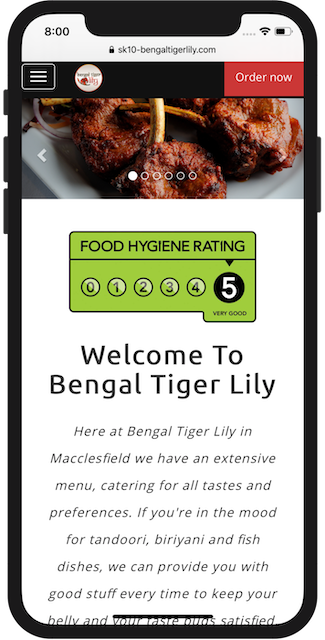 8:00
sk10-bengaltigerlily.com
bengal tiger
lily
Order now
FOOD HYGIENE RATING
0 1 2 3 4 5
VERY GOOD
Welcome To
Bengal Tiger Lily
Here at Bengal Tiger Lily in
Macclesfield we have an extensive
menu, catering for all tastes and
preferences. If you're in the mood
for tandoori, biriyani and fish
dishes, we can provide you with
good stuff every time to keep your
belly and your taste buds satisfied.